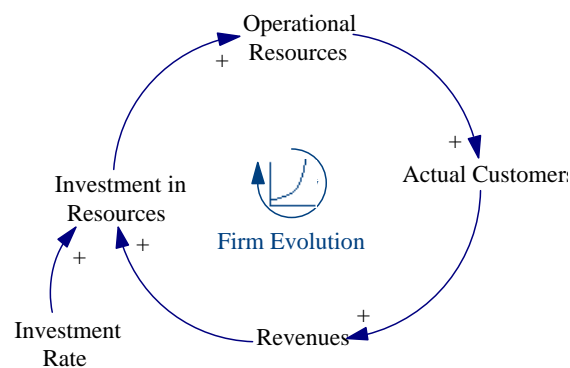 Operational
Resources
+
+
Actual Customers
Investment in
Resources
Firm Evolution
+
+
+
Revenues
Investment
Rate